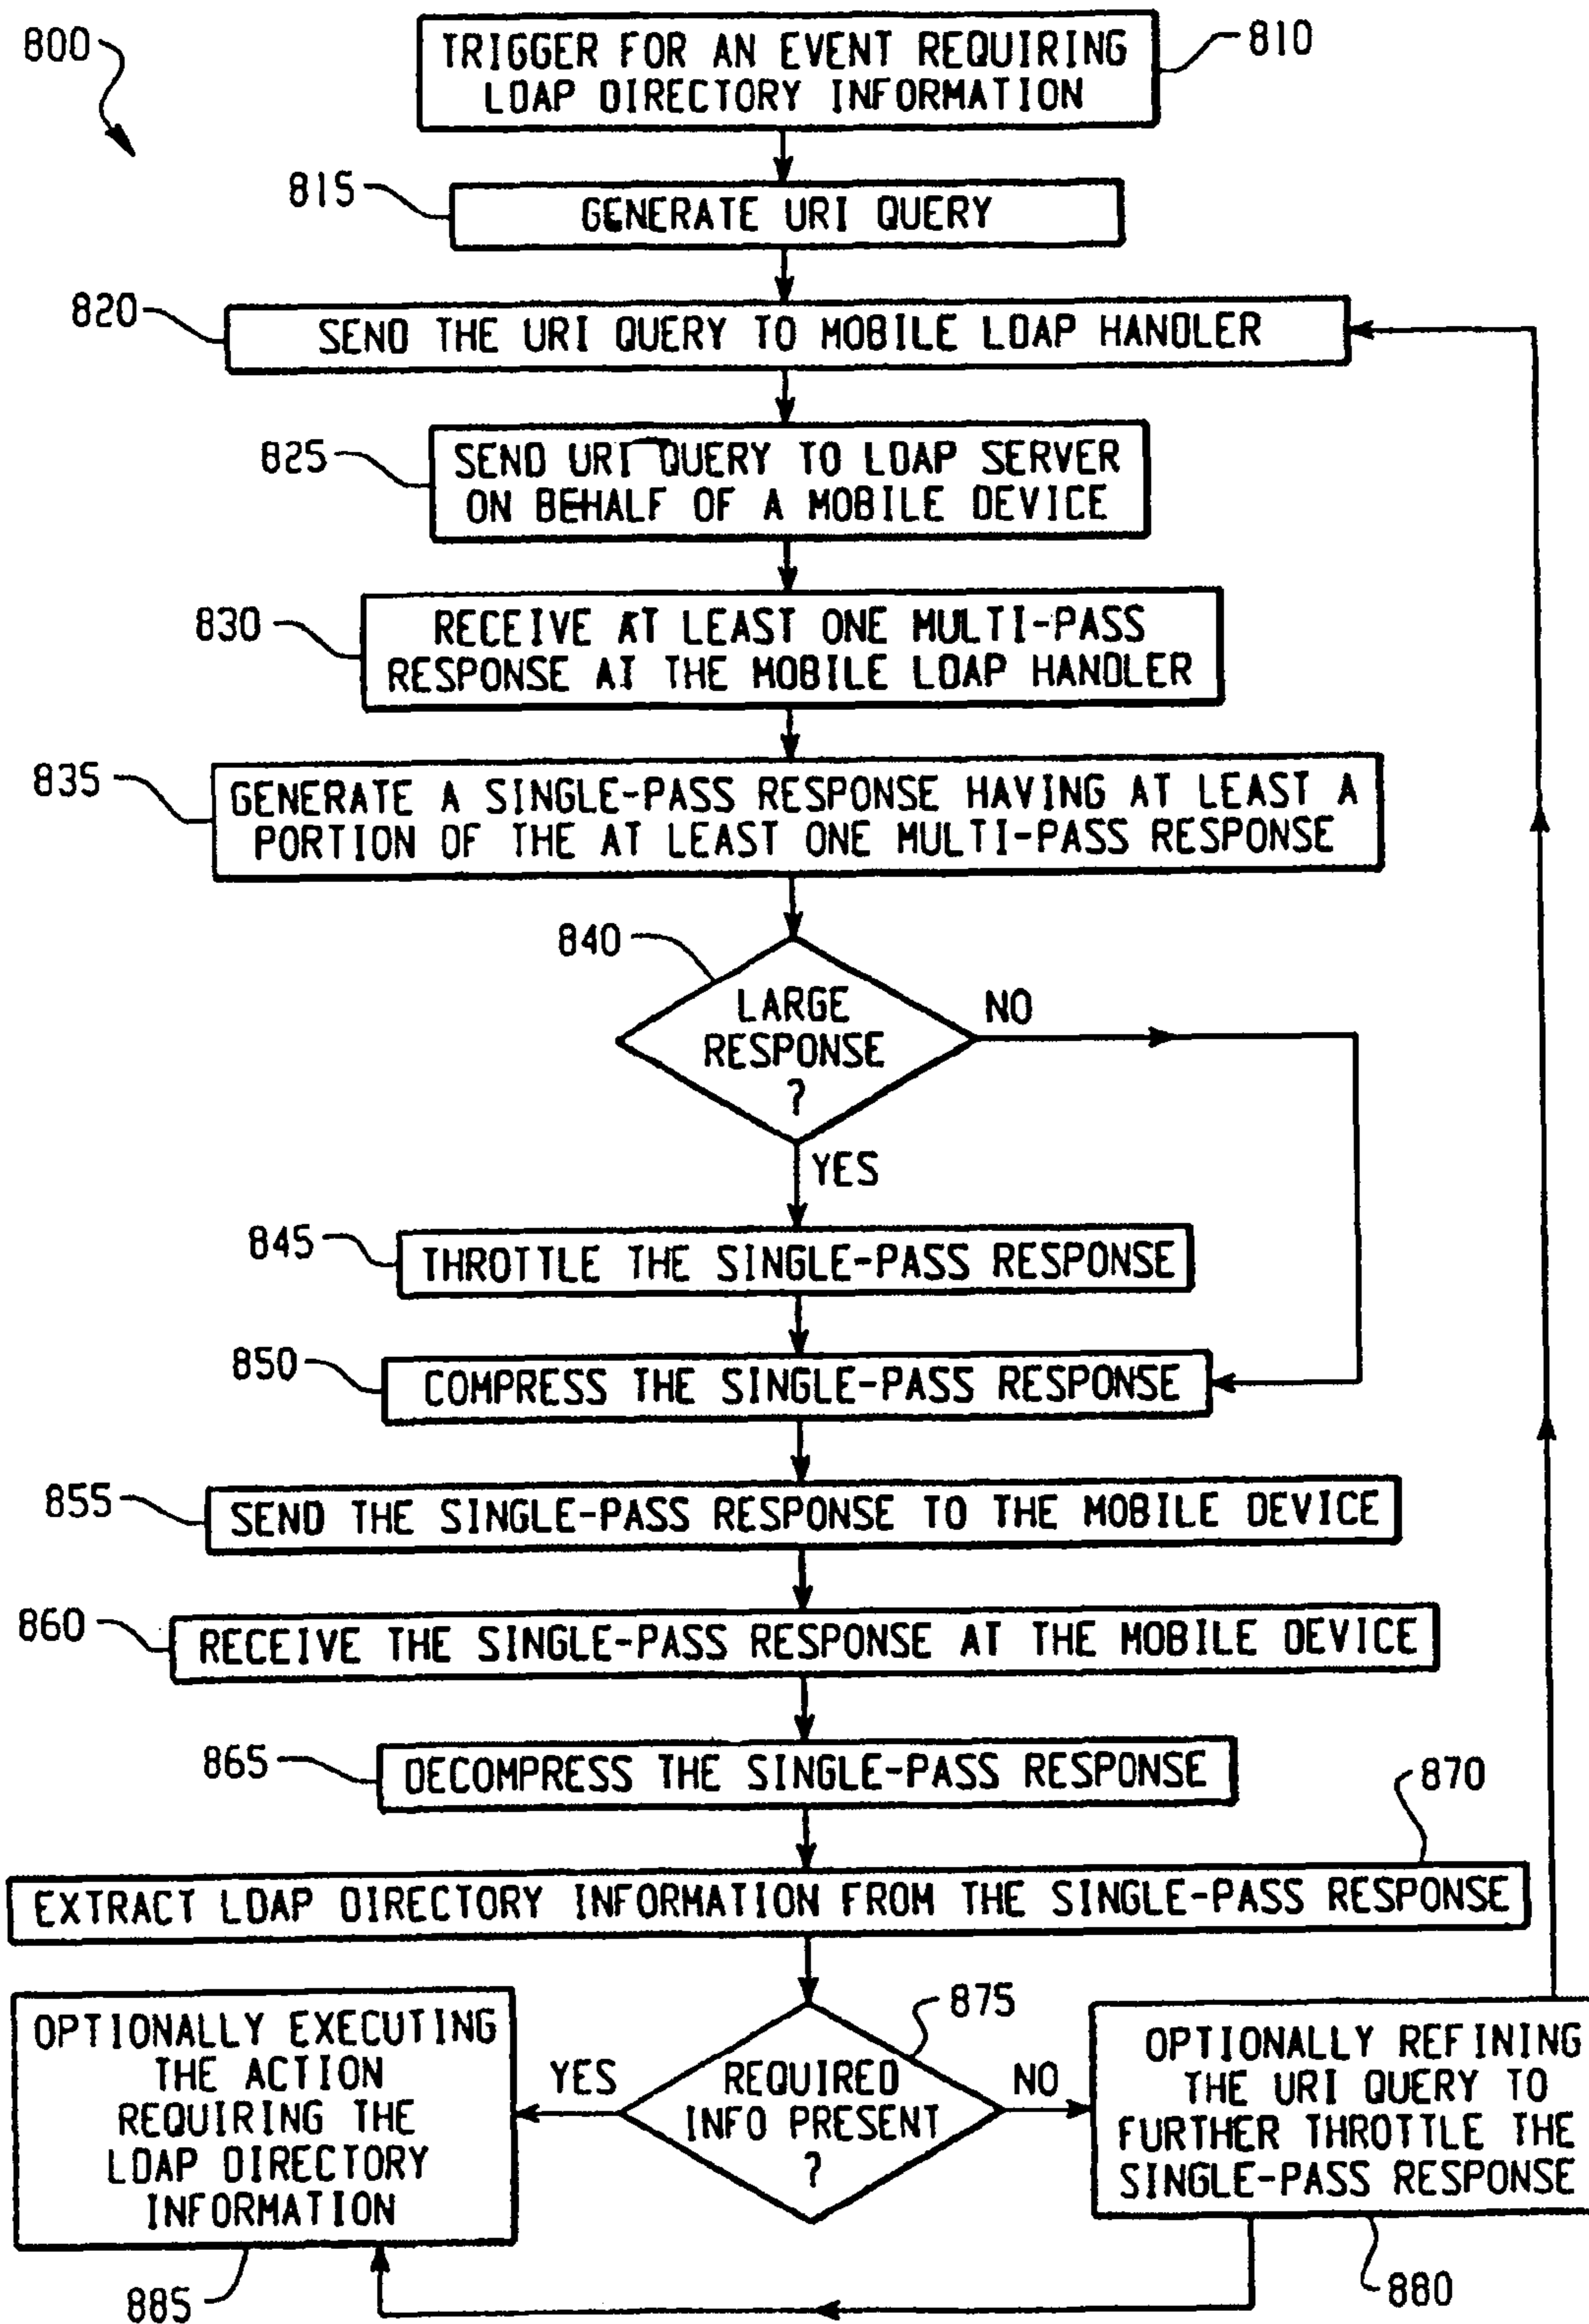 800
TRIGGER FOR AN EVENT REQUIRING
LDAP DIRECTORY INFORMATION
810
815
GENERATE URI QUERY
820
SEND THE URI QUERY TO MOBILE LDAP HANDLER
825
SEND URI QUERY TO LDAP SERVER
ON BEHALF OF A MOBILE DEVICE
830
RECEIVE AT LEAST ONE MULTI-PASS
RESPONSE AT THE MOBILE LDAP HANDLER
835
GENERATE A SINGLE-PASS RESPONSE HAVING AT LEAST A
PORTION OF THE AT LEAST ONE MULTI-PASS RESPONSE
840
LARGE
RESPONSE
?
NO
YES
845
THROTTLE THE SINGLE-PASS RESPONSE
850
COMPRESS THE SINGLE-PASS RESPONSE
855
SEND THE SINGLE-PASS RESPONSE TO THE MOBILE DEVICE
860
RECEIVE THE SINGLE-PASS RESPONSE AT THE MOBILE DEVICE
865
DECOMPRESS THE SINGLE-PASS RESPONSE
870
EXTRACT LDAP DIRECTORY INFORMATION FROM THE SINGLE-PASS RESPONSE
OPTIONALLY EXECUTING
THE ACTION
REQUIRING THE
LDAP DIRECTORY
INFORMATION
885
YES
875
REQUIRED
INFO PRESENT
?
NO
OPTIONALLY REFINING
THE URI QUERY TO
FURTHER THROTTLE THE
SINGLE-PASS RESPONSE
880